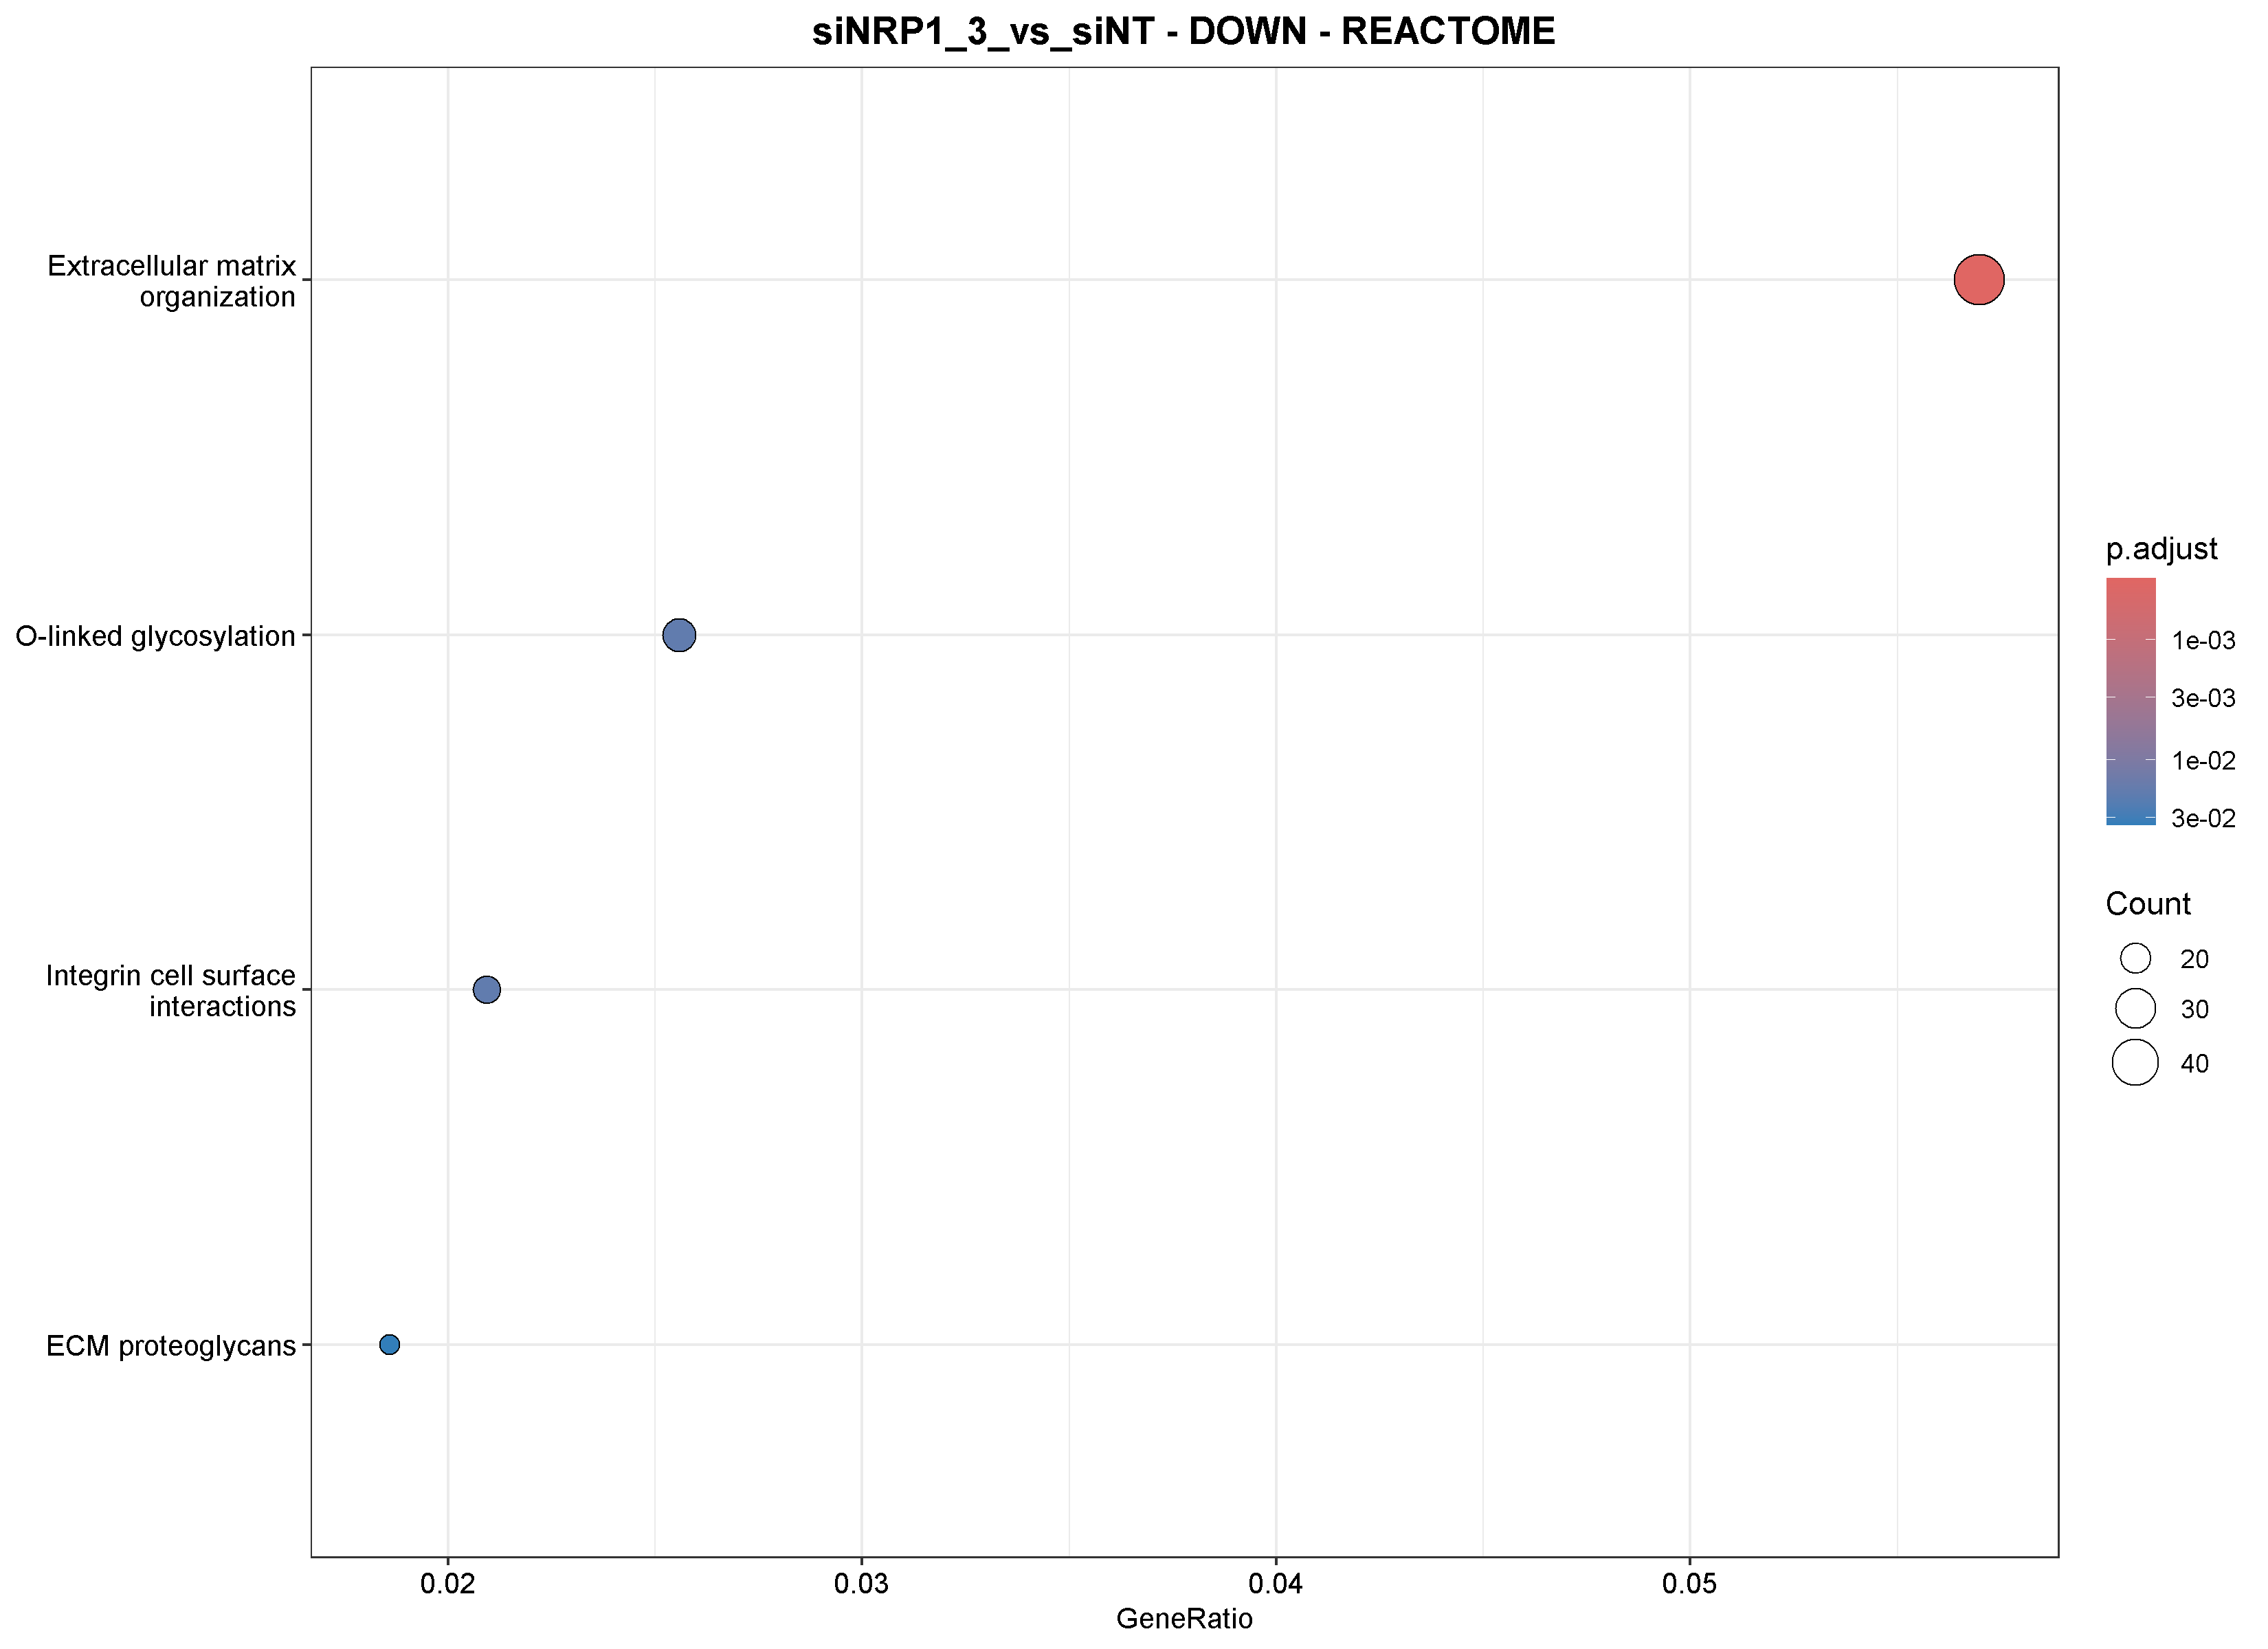 siNRP1_3_vs_siNT - DOWN - REACTOME
Extracellular matrix
organization
O-linked glycosylation
Integrin cell surface
interactions
ECM proteoglycans
0.02
0.03
0.04
0.05
GeneRatio
p.adjust
1e-03
3e-03
1e-02
3e-02
Count
20
30
40